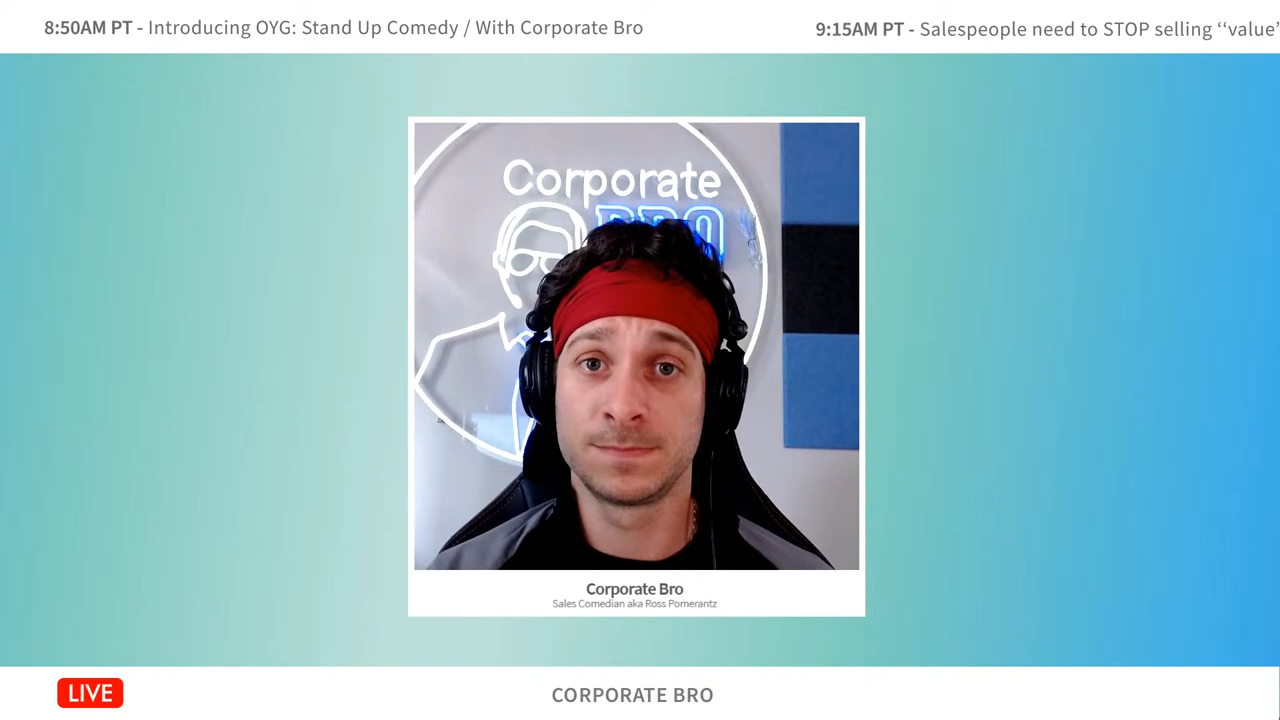 8:50AM PT - Introducing OYG: Stand Up Comedy / With Corporate Bro
9:15AM PT - Salespeople need to STOP selling ‘‘value’
Corporate
BRO
Corporate Bro
Sales Comedian aka Ross Pomerantz
LIVE
CORPORATE BRO